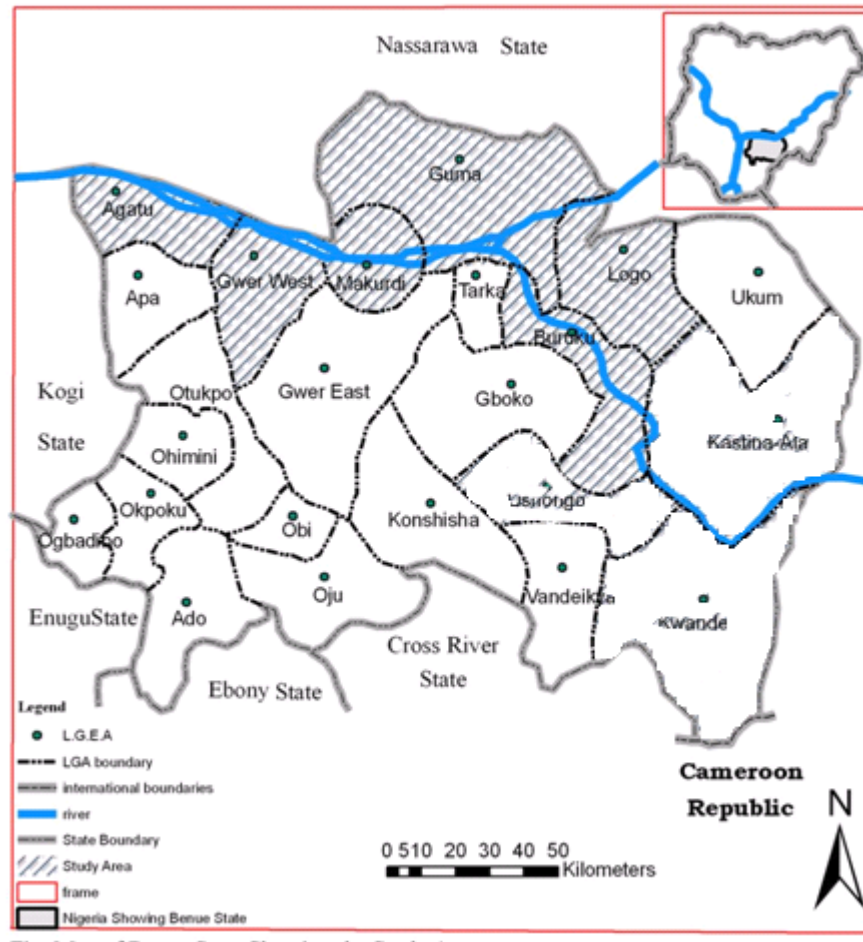 Nassarawa State
Guma
Agatu
Gwer West
Makurdi
Logo
Apa
Tarka
Ukum
Buruku
Kogi
State
Otukpo
Gwer East
Gboko
Kastina-Ala
Ohimini
Okpoku
Ogbadibo
Obi
Konshisha
Ushongo
Oju
Vandeikya
EnuguState
Ado
Kwande
Cross River
State
Ebony State
Legend
L.G.E.A
LGA boundary
international boundaries
river
State Boundary
Study Area
frame
Nigeria Showing Benue State
Cameroon
Republic
N
0 510 20 30 40 50
Kilometers